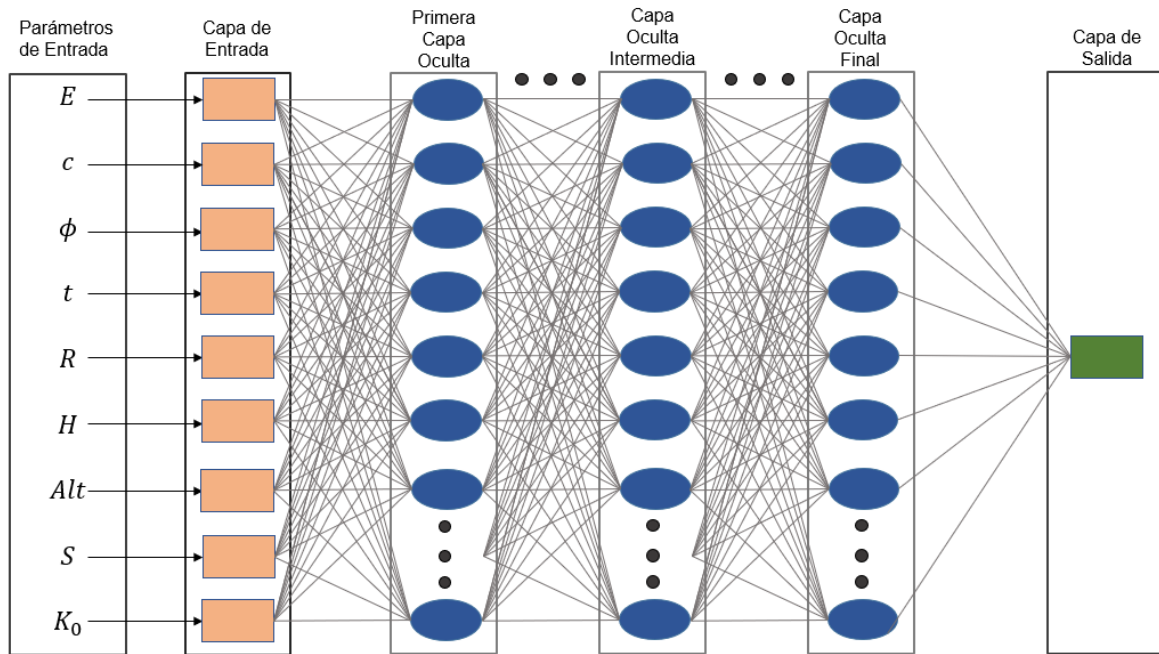 Parámetros
de Entrada
Capa de
Entrada
Primera
Capa
Oculta
Capa
Oculta
Intermedia
Capa
Oculta
Final
Capa de
Salida
E
c
ϕ
t
R
H
Alt
S
K₀